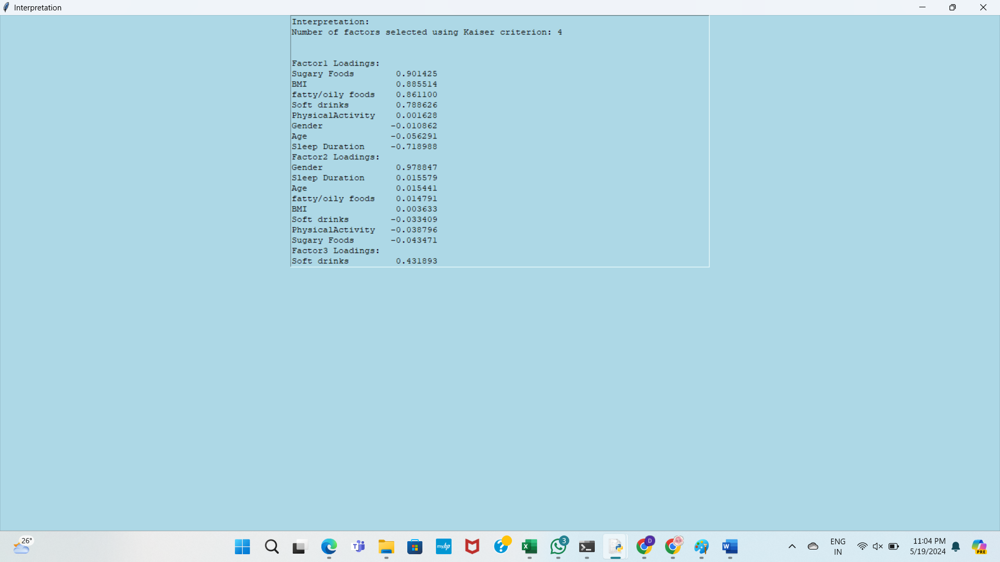 Interpretation
Interpretation:
Number of factors selected using Kaiser criterion: 4
Factor1 Loadings:
Sugary Foods 0.901425
BMI 0.885514
fatty/oily foods 0.861100
Soft drinks 0.788626
PhysicalActivity 0.001628
Gender -0.010862
Age -0.056291
Sleep Duration -0.718988
Factor2 Loadings:
Gender 0.978847
Sleep Duration 0.015579
Age 0.015441
fatty/oily foods 0.014791
BMI 0.003633
Soft drinks -0.033409
PhysicalActivity -0.038796
Sugary Foods -0.043471
Factor3 Loadings:
Soft drinks 0.431893
26°
myhp
3
D
ENG
IN
11:04 PM
5/19/2024
PRE